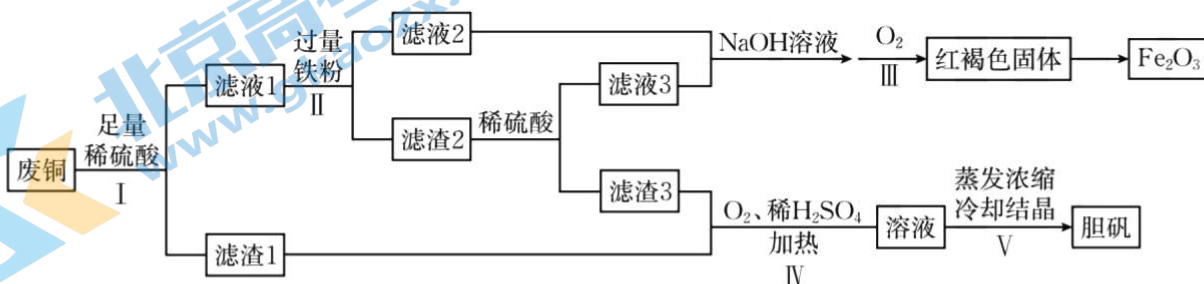 废铜
足量
稀硫酸
Ⅰ
滤液1
滤渣1
过量
铁粉
Ⅱ
滤液2
滤渣2
稀硫酸
滤液3
滤渣3
NaOH溶液
O₂
Ⅲ
红褐色固体
Fe₂O₃
O₂、稀H₂SO₄
加热
Ⅳ
溶液
蒸发浓缩
冷却结晶
Ⅴ
胆矾